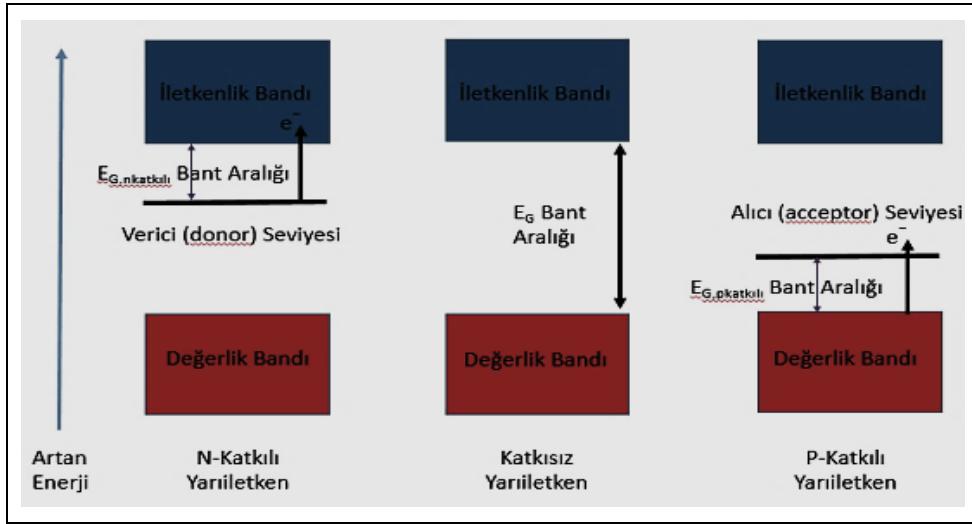 İletkenlik Bandı
e⁻
E_G,nkatkılı Bant Aralığı
Verici (donor) Seviyesi
Değerlik Bandı
İletkenlik Bandı
E_G Bant
Aralığı
Değerlik Bandı
İletkenlik Bandı
Alıcı (acceptor) Seviyesi
e⁻
E_G,pkatkılı Bant Aralığı
Değerlik Bandı
Artan
Enerji
N-Katkılı
Yarıiletken
Katkısız
Yarıiletken
P-Katkılı
Yarıiletken